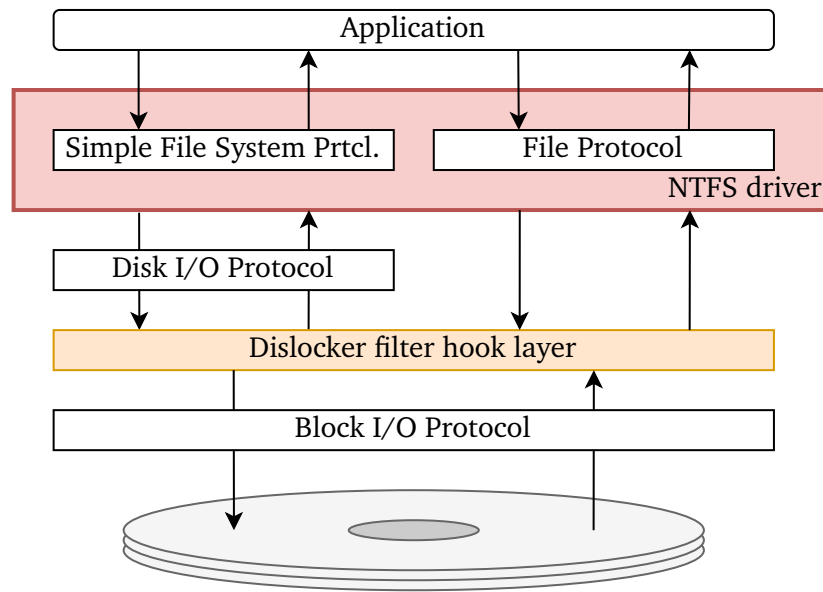 Application
Simple File System Prtcl.
File Protocol
NTFS driver
Disk I/O Protocol
Dislocker filter hook layer
Block I/O Protocol